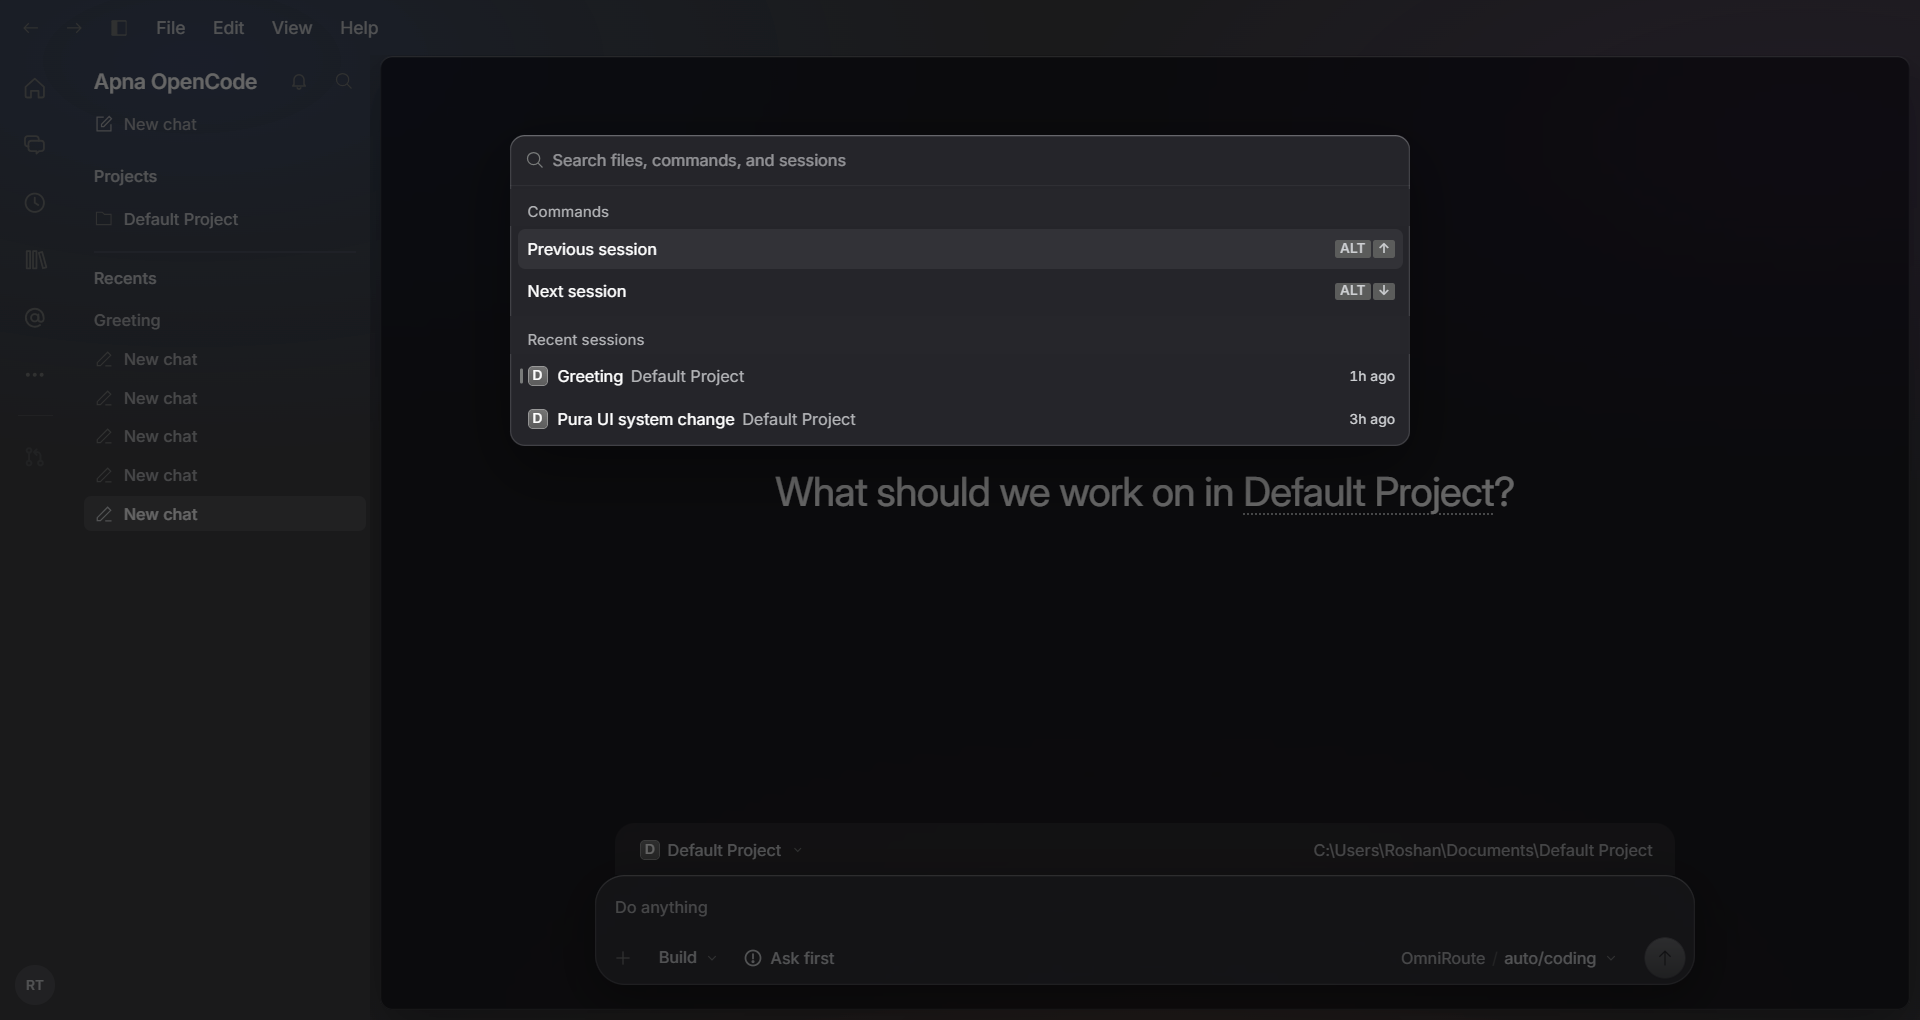 File Edit View Help
Apna OpenCode
New chat
Projects
Default Project
Recents
Greeting
New chat
New chat
New chat
New chat
New chat
RT
Search files, commands, and sessions
Commands
Previous session ALT ↑
Next session ALT ↓
Recent sessions
D Greeting Default Project 1h ago
D Pura UI system change Default Project 3h ago
What should we work on in Default Project?
D Default Project C:\Users\Roshan\Documents\Default Project
Do anything
Build Ask first OmniRoute / auto/coding